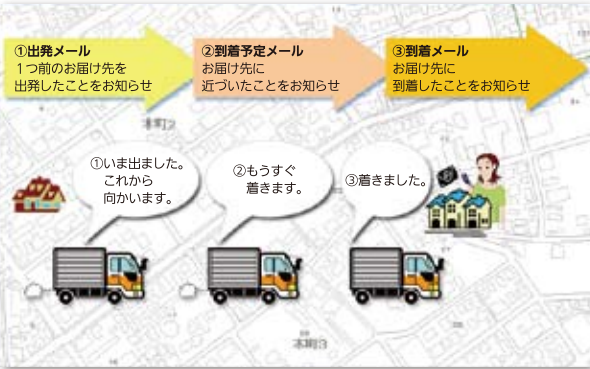 ①出発メール
１つ前のお届け先を
出発したことをお知らせ
②到着予定メール
お届け先に
近づいたことをお知らせ
③到着メール
お届け先に
到着したことをお知らせ
本町2
①いま出ました。
これから
向かいます。
②もうすぐ
着きます。
③着きました。
本町3